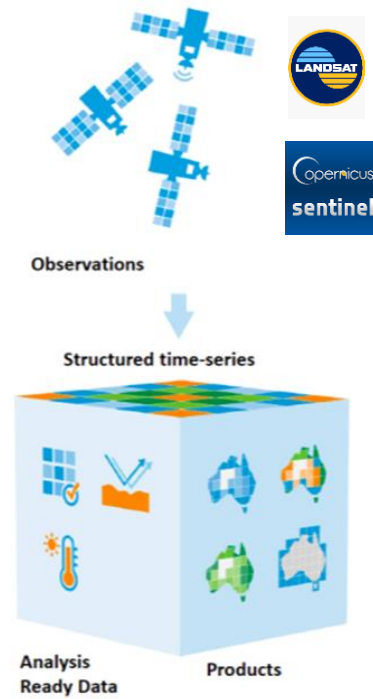 LANDSAT
Copernicus
sentinel
Observations
Structured time-series
Analysis
Ready Data
Products